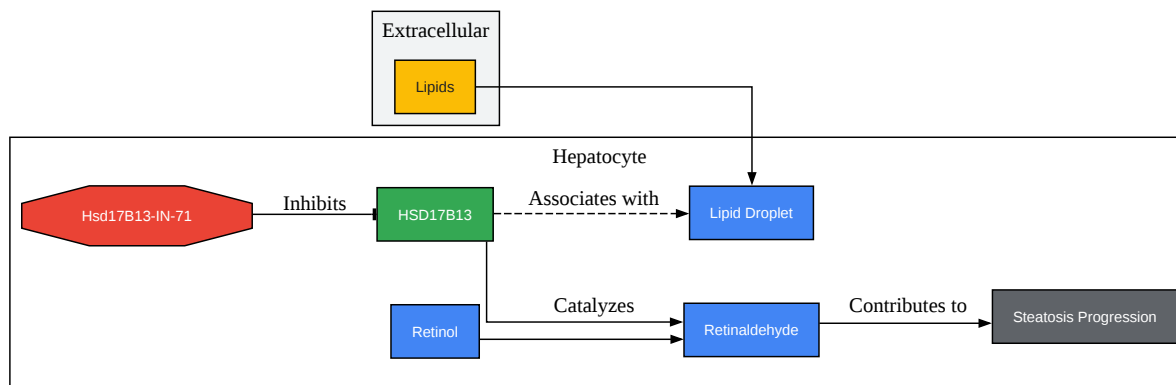 Extracellular
Lipids
Hepatocyte
Hsd17B13-IN-71
Inhibits
HSD17B13
Associates with
Lipid Droplet
Retinol
Catalyzes
Retinaldehyde
Contributes to
Steatosis Progression